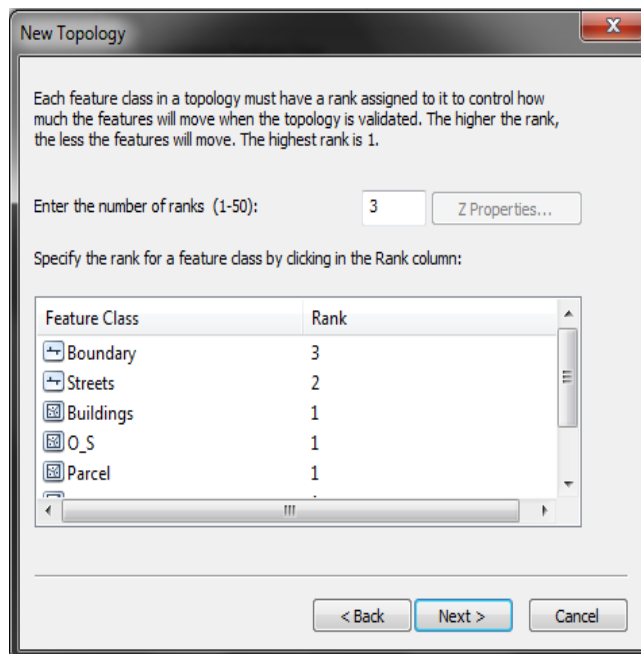 New Topology
Each feature class in a topology must have a rank assigned to it to control how
much the features will move when the topology is validated. The higher the rank,
the less the features will move. The highest rank is 1.
Enter the number of ranks (1-50): 3 Z Properties...
Specify the rank for a feature class by clicking in the Rank column:
Feature Class Rank
Boundary 3
Streets 2
Buildings 1
O_S 1
Parcel 1
< Back Next > Cancel